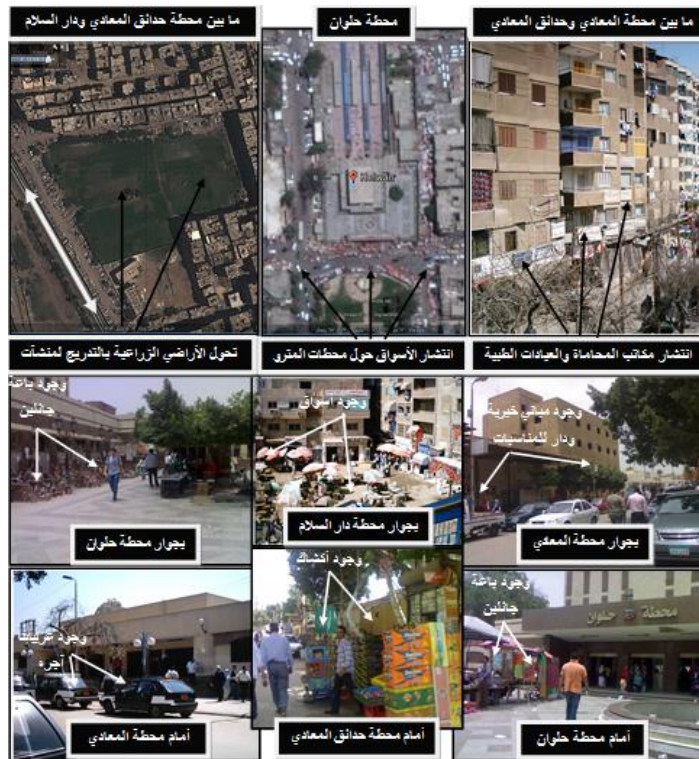 ما بين محطة المعادي وحدائق المعادي
محطة حلوان
ما بين محطة حدائق المعادي ودار السلام
Helwan
انتشار مكاتب المحاماة والعيادات الطبية
انتشار الأسواق حول محطات المترو
تحول الأراضي الزراعية بالتدريج لمنشآت
وجود مباني خيرية
ودار للمناسبات
وجود أسواق
وجود باعة
جائلين
بجوار محطة المعادي
بجوار محطة دار السلام
بجوار محطة حلوان
وجود باعة
جائلين
محطة حلوان
وجود أكشاك
وجود عربيات
أجره
أمام محطة حلوان
أمام محطة حدائق المعادي
أمام محطة المعادي